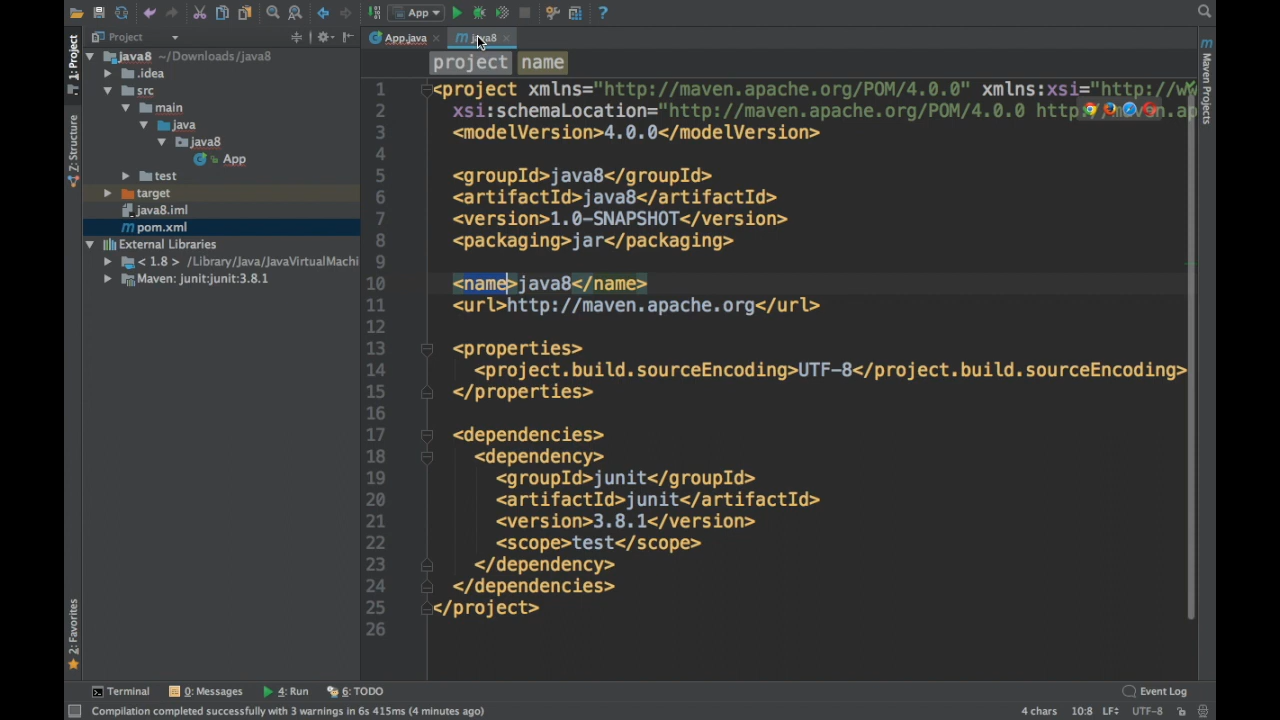 App
Project
App.java
java8
1: Project
java8 ~/Downloads/java8
.idea
src
main
java
java8
App
test
target
java8.iml
pom.xml
External Libraries
< 1.8 > /Library/Java/JavaVirtualMachi
Maven: junit:junit:3.8.1
Z: Structure
2: Favorites
project name
1 <project xmlns="http://maven.apache.org/POM/4.0.0" xmlns:xsi="http://
2 xsi:schemaLocation="http://maven.apache.org/POM/4.0.0
3 <modelVersion>4.0.0</modelVersion>
4
5 <groupId>java8</groupId>
6 <artifactId>java8</artifactId>
7 <version>1.0-SNAPSHOT</version>
8 <packaging>jar</packaging>
9
10 <name>java8</name>
11 <url>http://maven.apache.org</url>
12
13 <properties>
14 <project.build.sourceEncoding>UTF-8</project.build.sourceEncoding>
15 </properties>
16
17 <dependencies>
18 <dependency>
19 <groupId>junit</groupId>
20 <artifactId>junit</artifactId>
21 <version>3.8.1</version>
22 <scope>test</scope>
23 </dependency>
24 </dependencies>
25 </project>
26
Maven Projects
Terminal 0: Messages 4: Run 6: TODO Event Log
Compilation completed successfully with 3 warnings in 6s 415ms (4 minutes ago) 4 chars 10:8 LF÷ UTF-8